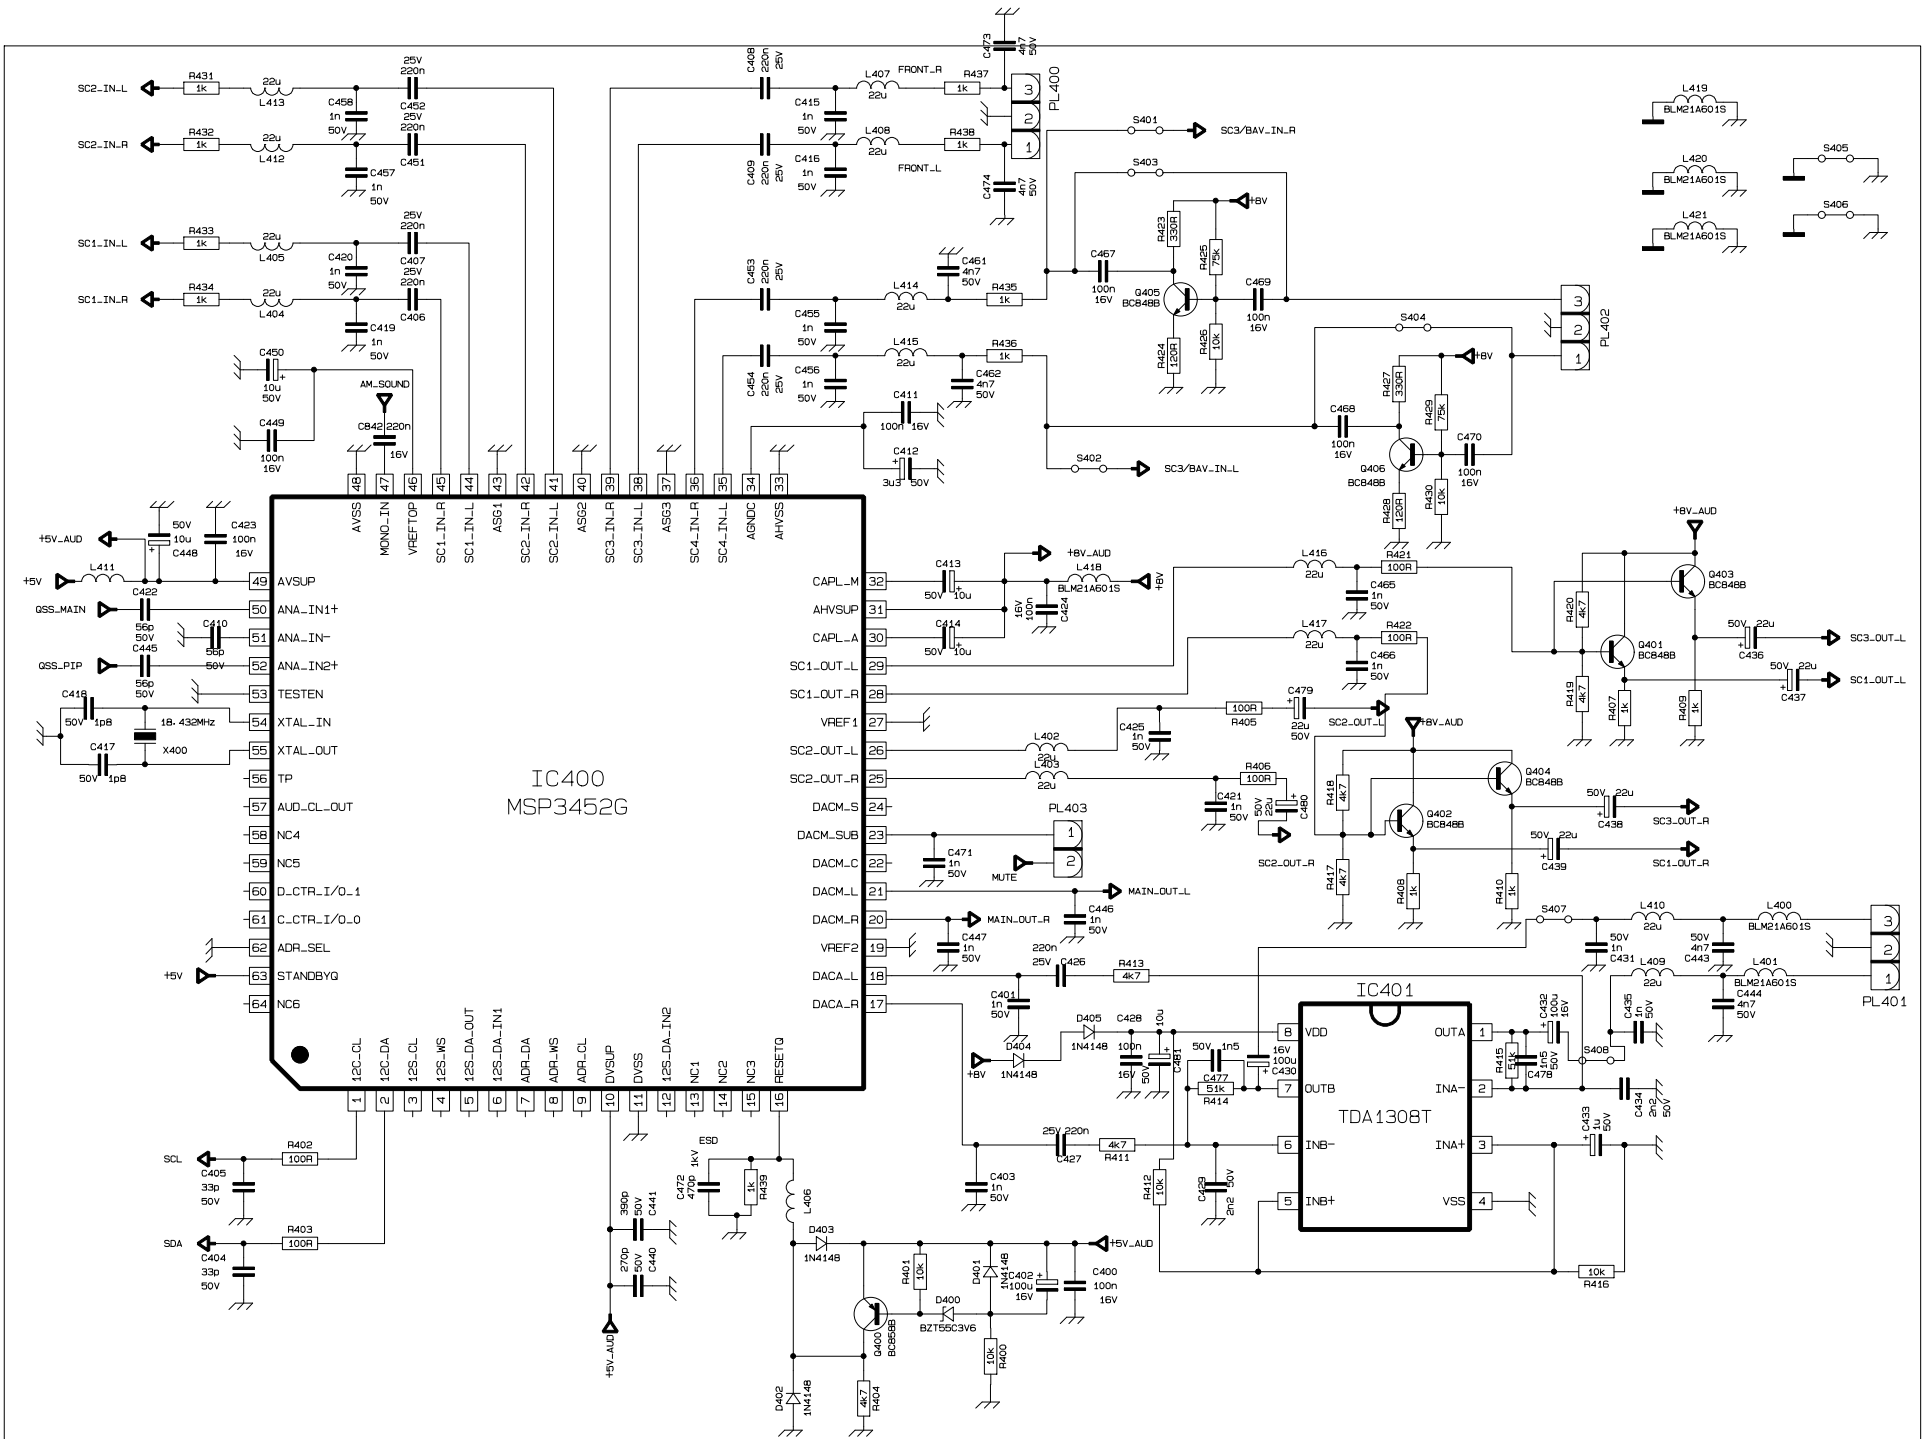 SC2_IN_L
R431
1k
22u
L413
C458
1n
50V
25V
220n
C452
SC2_IN_R
R432
1k
22u
L412
C457
1n
50V
25V
220n
C451
SC1_IN_L
R433
1k
22u
L405
C420
1n
50V
25V
220n
C407
SC1_IN_R
R434
1k
22u
L404
C419
1n
50V
25V
220n
C406
C450
10u
50V
C449
100n
16V
AM_SOUND
C842 220n
16V
C408
220n
25V
C415
1n
50V
L407
22u
FRONT_R
R437
1k
C473
4n7
50V
PL400
3
2
1
C409
220n
25V
C416
1n
50V
L408
22u
FRONT_L
R438
1k
C474
4n7
50V
C453
220n
25V
C455
1n
50V
L414
22u
C461
4n7
50V
R435
1k
C454
220n
25V
C456
1n
50V
L415
22u
C462
4n7
50V
R436
1k
C411
100n 16V
C412
3u3 50V
S401
SC3/BAV_IN_R
S403
R423
330R
R425
75k
+8V
C467
100n
16V
Q405
BC848B
C469
100n
16V
R424
120R
R426
10k
S404
PL402
3
2
1
R427
330R
R429
75k
+8V
C468
100n
16V
Q406
BC848B
C470
100n
16V
R428
120R
R430
10k
S402
SC3/BAV_IN_L
L419
BLM21A601S
L420
BLM21A601S
L421
BLM21A601S
S405
S406
48 AVSS
47 MONO_IN
46 VREFTOP
45 SC1_IN_R
44 SC1_IN_L
43 ASG1
42 SC2_IN_R
41 SC2_IN_L
40 ASG2
39 SC3_IN_R
38 SC3_IN_L
37 ASG3
36 SC4_IN_R
35 SC4_IN_L
34 AGNDC
33 AHVSS
+5V_AUD
50V
10u
C448
C423
100n
16V
+5V
L411
QSS_MAIN
C422
56p
50V
C410
56p
50V
QSS_PIP
C445
56p
50V
C418
50V 1p8
18.432MHz
X400
C417
50V 1p8
+5V
49 AVSUP
50 ANA_IN1+
51 ANA_IN-
52 ANA_IN2+
53 TESTEN
54 XTAL_IN
55 XTAL_OUT
56 TP
57 AUD_CL_OUT
58 NC4
59 NC5
60 D_CTR_I/O_1
61 C_CTR_I/O_0
62 ADR_SEL
63 STANDBYQ
64 NC6
IC400
MSP3452G
CAPL_M 32
AHVSUP 31
CAPL_A 30
SC1_OUT_L 29
SC1_OUT_R 28
VREF1 27
SC2_OUT_L 26
SC2_OUT_R 25
DACM_S 24
DACM_SUB 23
DACM_C 22
DACM_L 21
DACM_R 20
VREF2 19
DACA_L 18
DACA_R 17
1 12C_CL
2 12C_DA
3 12S_CL
4 12S_WS
5 12S_DA_OUT
6 12S_DA_IN1
7 ADR_DA
8 ADR_WS
9 ADR_CL
10 DVSUP
11 DVSS
12 12S_DA_IN2
13 NC1
14 NC2
15 NC3
16 RESETQ
C413
50V 10u
+8V_AUD
L418
BLM21A601S
+8V
16V
100n
C424
C414
50V 10u
L416
22u
R421
100R
C465
1n
50V
L417
22u
R422
100R
C466
1n
50V
+8V_AUD
R420
4k7
Q403
BC848B
Q401
BC848B
R419
4k7
R407
1k
R409
1k
50V 22u
C436
SC3_OUT_L
50V 22u
C437
SC1_OUT_L
C425
1n
50V
R405
100R
C479
22u
50V
SC2_OUT_L
L402
22u
L403
22u
C421
1n
50V
R406
100R
50V
22u
C480
SC2_OUT_R
+8V_AUD
R418
4k7
Q404
BC848B
Q402
BC848B
R417
4k7
R408
1k
R410
1k
50V 22u
C438
SC3_OUT_R
50V 22u
C439
SC1_OUT_R
PL403
1
2
C471
1n
50V
MUTE
MAIN_OUT_L
C446
1n
50V
MAIN_OUT_R
C447
1n
50V
220n
25V C426
R413
4k7
C401
1n
50V
S407
50V
1n
C431
L410
22u
50V
4n7
C443
L400
BLM21A601S
L409
22u
L401
BLM21A601S
C444
4n7
50V
PL401
3
2
1
C435
1n
50V
S408
C432
100u
16V
IC401
TDA1308T
8 VDD
7 OUTB
6 INB-
5 INB+
OUTA 1
INA- 2
INA+ 3
VSS 4
R415
51k
1n5
50V
C478
C434
2n2
50V
C433
1u
50V
R416
10k
+8V
D404
1N4148
D405
1N4148
C428
100n
16V
10u
50V
C481
50V 1n5
C477
51k
R414
16V
100u
C430
25V 220n
C427
4k7
R411
C403
1n
50V
R412
10k
C429
2n2
50V
SCL
C405
33p
50V
R402
100R
SDA
C404
33p
50V
R403
100R
390p
50V
C441
270p
50V
C440
+5V_AUD
ESD
1kV
C472
470p
1k
R439
L406
D403
1N4148
+5V_AUD
R401
10k
D401
1N4148
C402
100u
16V
C400
100n
16V
D400
BZT55C3V6
Q400
BC858B
10k
R400
D402
1N4148
4k7
R404